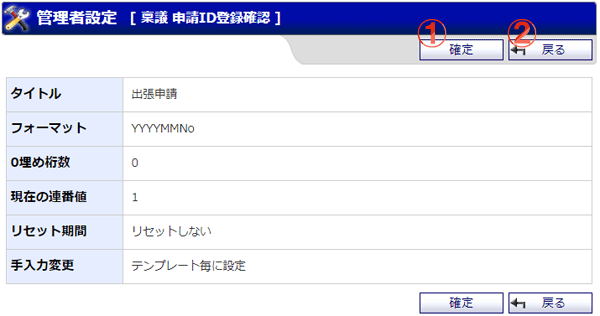 管理者設定 [ 稟議 申請ID登録確認 ]
① ②
確定 戻る
タイトル 出張申請
フォーマット YYYYMMNo
0埋め桁数 0
現在の連番値 1
リセット期間 リセットしない
手入力変更 テンプレート毎に設定
確定 戻る